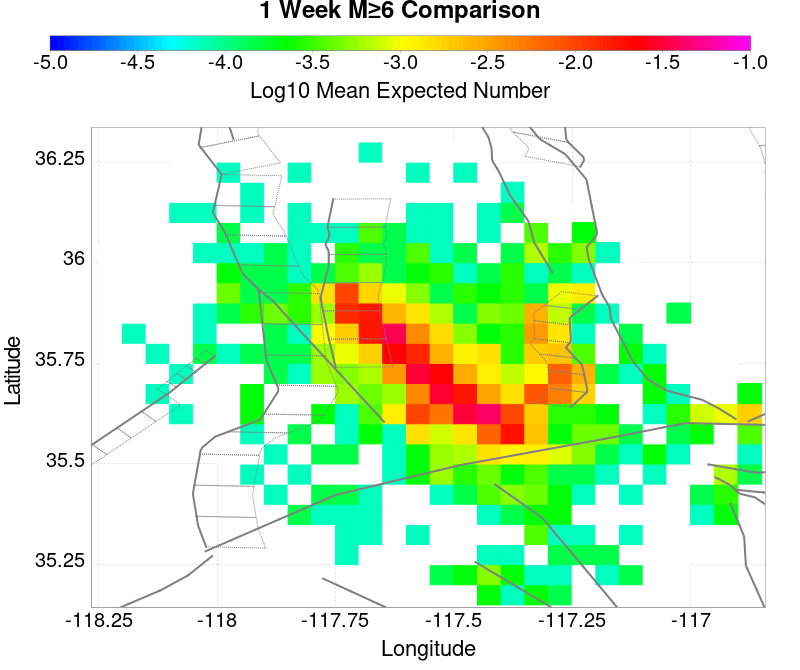 1 Week M≥6 Comparison
-5.0 -4.5 -4.0 -3.5 -3.0 -2.5 -2.0 -1.5 -1.0
Log10 Mean Expected Number
36.25
36
35.75
35.5
35.25
Latitude
-118.25 -118 -117.75 -117.5 -117.25 -117
Longitude